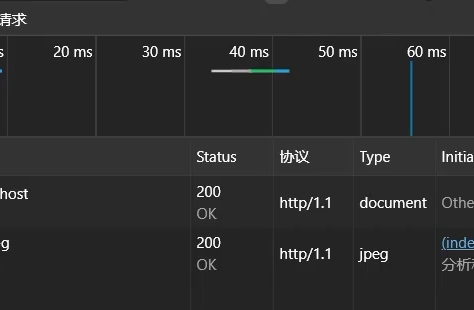 请求
s 20 ms 30 ms 40 ms 50 ms 60 ms
Status 协议 Type Initia
host 200 OK http/1.1 document Othe
g 200 OK http/1.1 jpeg (inde
分析